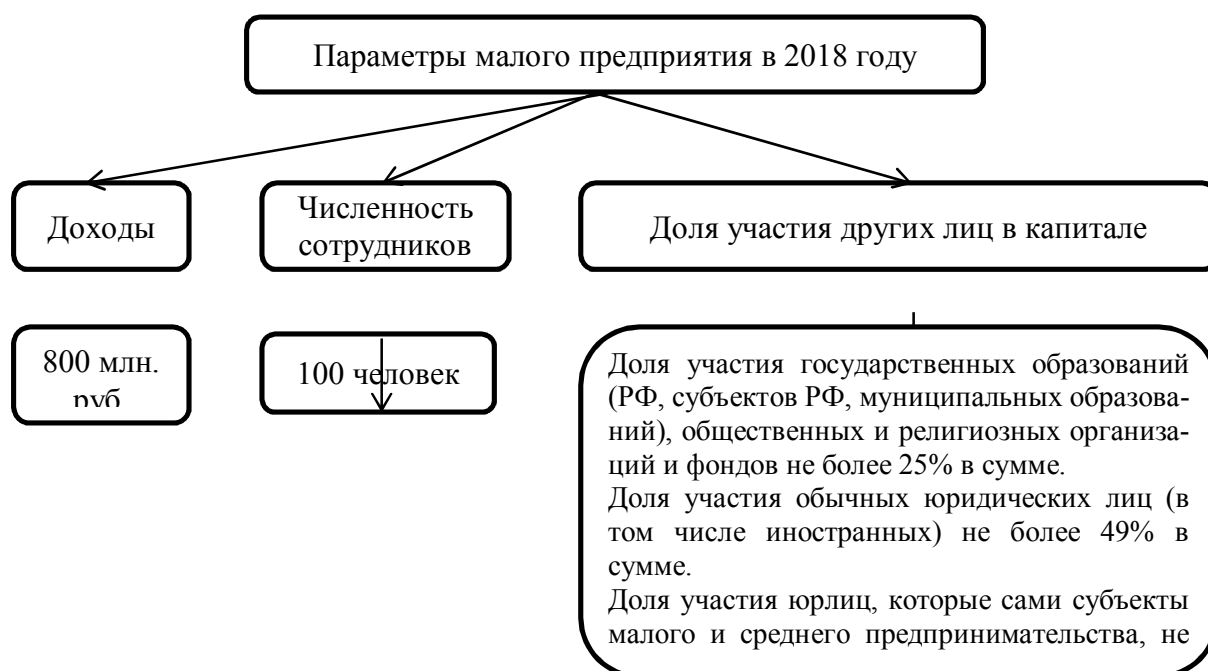 Параметры малого предприятия в 2018 году
Доходы
Численность
сотрудников
Доля участия других лиц в капитале
800 млн.
руб
100 человек
Доля участия государственных образований
(РФ, субъектов РФ, муниципальных образова-
ний), общественных и религиозных организа-
ций и фондов не более 25% в сумме.
Доля участия обычных юридических лиц (в
том числе иностранных) не более 49% в
сумме.
Доля участия юрлиц, которые сами субъекты
малого и среднего предпринимательства, не